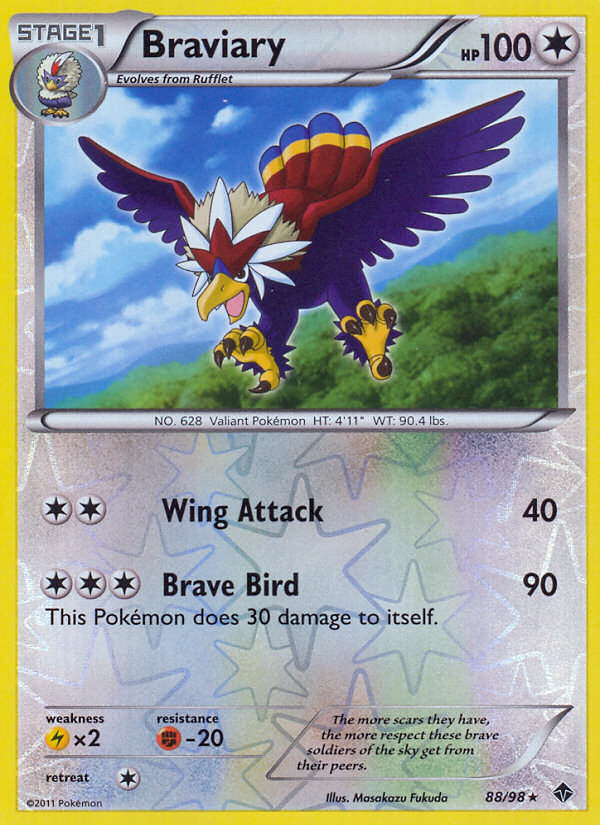 STAGE1
Braviary
HP100
Evolves from Rufflet
NO. 628 Valiant Pokémon HT: 4'11" WT: 90.4 lbs.
Wing Attack 40
Brave Bird 90
This Pokémon does 30 damage to itself.
weakness resistance
×2 -20
The more scars they have,
the more respect these brave
soldiers of the sky get from
their peers.
retreat
©2011 Pokémon
Illus. Masakazu Fukuda 88/98★